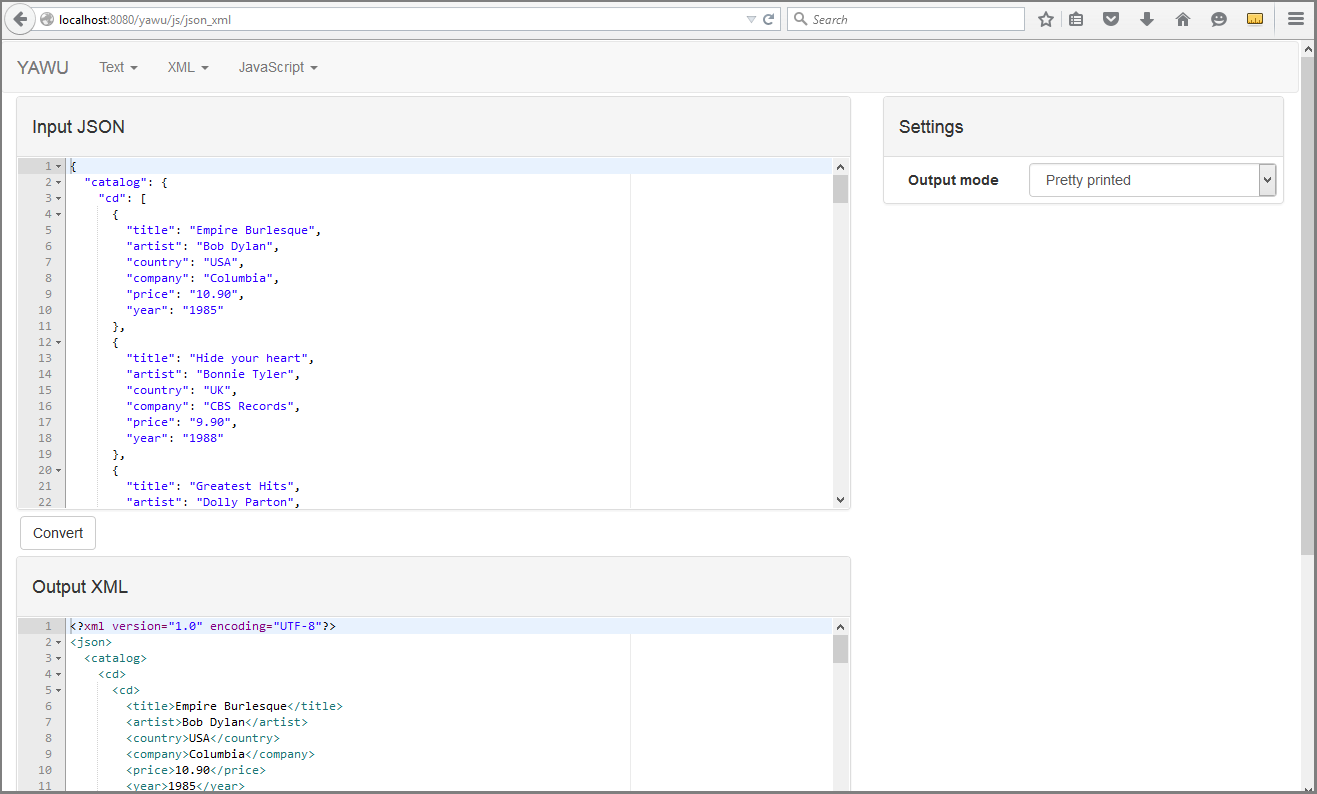 localhost:8080/yawu/js/json_xml
Search
YAWU Text XML JavaScript
Input JSON
1 {
2 "catalog": {
3 "cd": [
4 {
5 "title": "Empire Burlesque",
6 "artist": "Bob Dylan",
7 "country": "USA",
8 "company": "Columbia",
9 "price": "10.90",
10 "year": "1985"
11 },
12 {
13 "title": "Hide your heart",
14 "artist": "Bonnie Tyler",
15 "country": "UK",
16 "company": "CBS Records",
17 "price": "9.90",
18 "year": "1988"
19 },
20 {
21 "title": "Greatest Hits",
22 "artist": "Dolly Parton",
Settings
Output mode Pretty printed
Convert
Output XML
1 <?xml version="1.0" encoding="UTF-8"?>
2 <json>
3 <catalog>
4 <cd>
5 <cd>
6 <title>Empire Burlesque</title>
7 <artist>Bob Dylan</artist>
8 <country>USA</country>
9 <company>Columbia</company>
10 <price>10.90</price>
11 <year>1985</year>